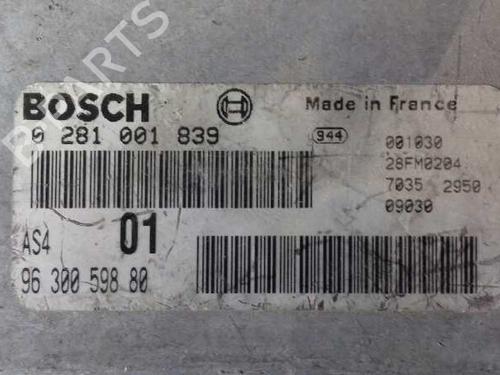 PARTS
BOSCH
Made in France
0 281 001 839
944
001030
28FM0204
7035 2950
09030
AS4
01
96 300 598 80